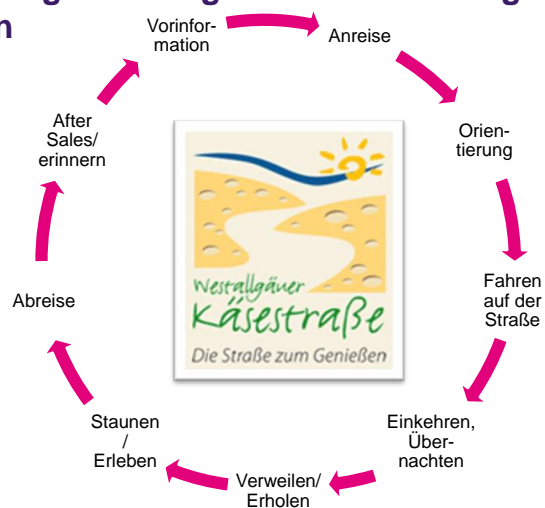 n
Vorinfor-
mation
Anreise
Orien-
tierung
Fahren
auf der
Straße
Einkehren,
Über-
nachten
Verweilen/
Erholen
Staunen
/
Erleben
Abreise
After
Sales/
erinnern
Westallgäuer
Käsestraße
Die Straße zum Genießen